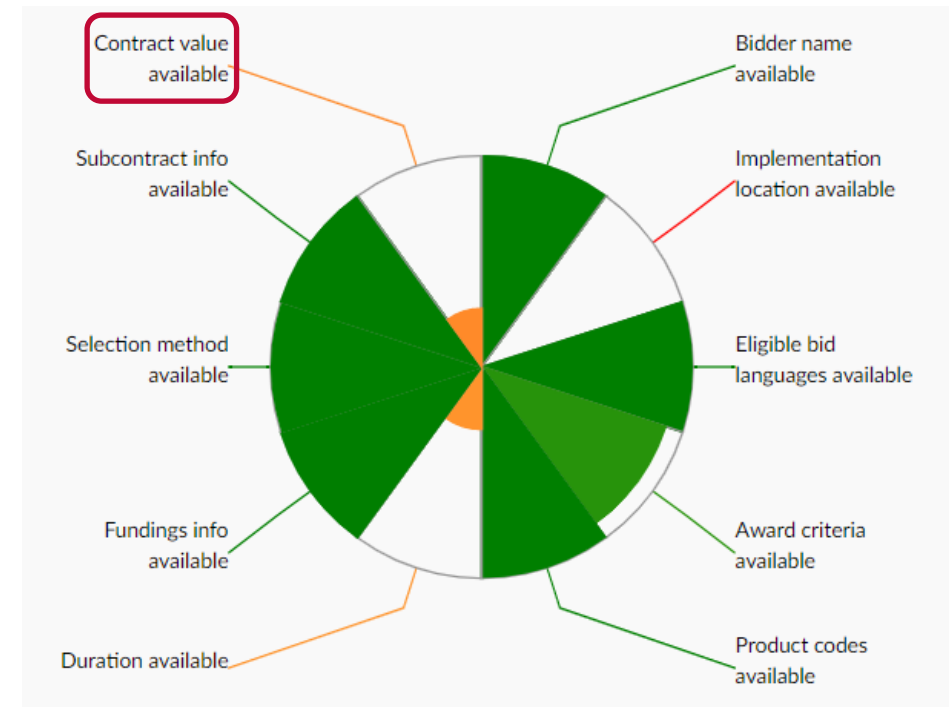 Contract value
available
Bidder name
available
Subcontract info
available
Implementation
location available
Selection method
available
Eligible bid
languages available
Fundings info
available
Award criteria
available
Duration available
Product codes
available